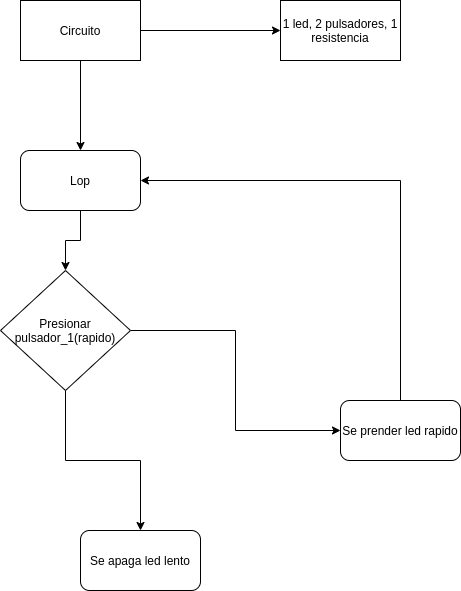 Circuito
1 led, 2 pulsadores, 1
resistencia
Lop
Presionar
pulsador_1(rapido)
Se prender led rapido
Se apaga led lento